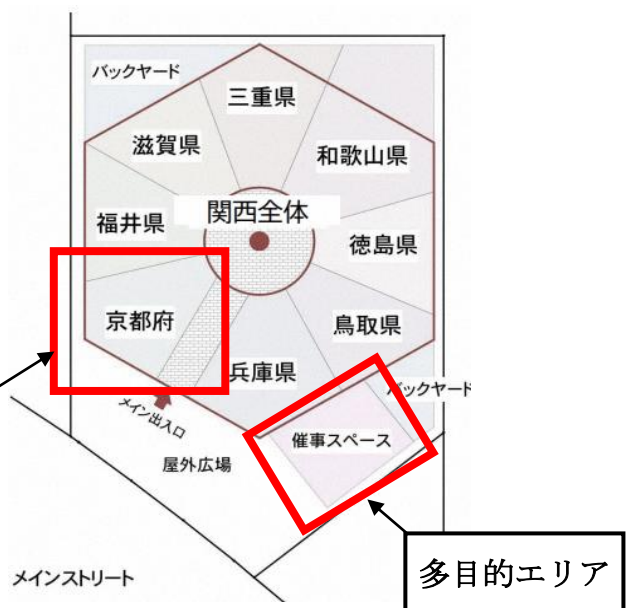 バックヤード
三重県
滋賀県
和歌山県
関西全体
福井県
徳島県
京都府
鳥取県
兵庫県
バックヤード
メイン出入口
催事スペース
屋外広場
多目的エリア
メインストリート